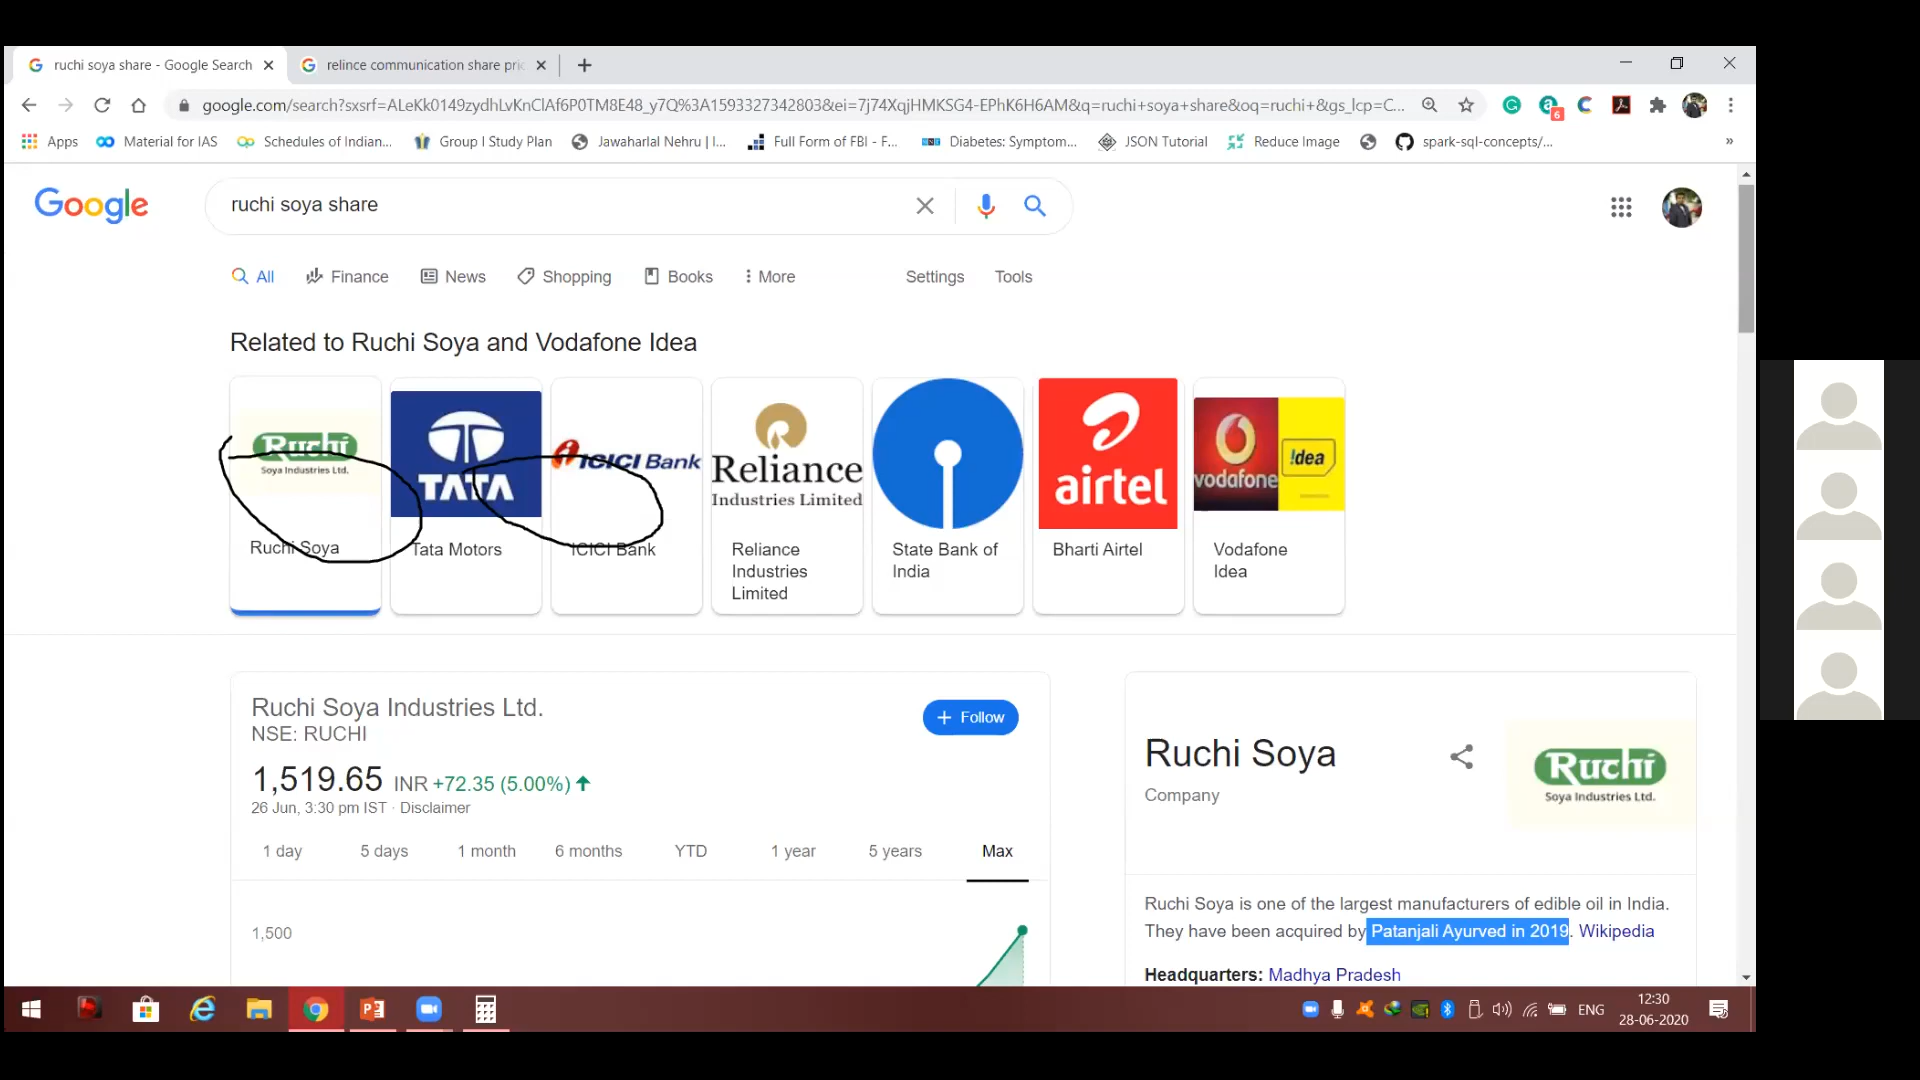 ruchi soya share - Google Search
relince communication share pric
google.com/search?sxsrf=ALeKk0149zydhLvKnClAf6P0TM8E48_y7Q%3A1593327342803&ei=7j74XqjHMKSG4-EPhK6H6AM&q=ruchi+soya+share&oq=ruchi+&gs_lcp=C...
6
Apps Material for IAS Schedules of Indian... Group I Study Plan Jawaharlal Nehru | I... Full Form of FBI - F... Diabetes: Symptom... JSON Tutorial Reduce Image spark-sql-concepts/... »
Google
ruchi soya share
All Finance News Shopping Books More Settings Tools
Related to Ruchi Soya and Vodafone Idea
Ruchi
Soya Industries Ltd.
TATA
ICICI Bank
Reliance
Industries Limited
airtel
vodafone
!dea
Ruchi Soya
Tata Motors
ICICI Bank
Reliance
Industries
Limited
State Bank of
India
Bharti Airtel
Vodafone
Idea
Ruchi Soya Industries Ltd.
NSE: RUCHI
Follow
1,519.65 INR +72.35 (5.00%)
26 Jun, 3:30 pm IST · Disclaimer
1 day 5 days 1 month 6 months YTD 1 year 5 years Max
1,500
Ruchi Soya
Company
Ruchi
Soya Industries Ltd.
Ruchi Soya is one of the largest manufacturers of edible oil in India.
They have been acquired by Patanjali Ayurved in 2019. Wikipedia
Headquarters: Madhya Pradesh
ENG
12:30
28-06-2020